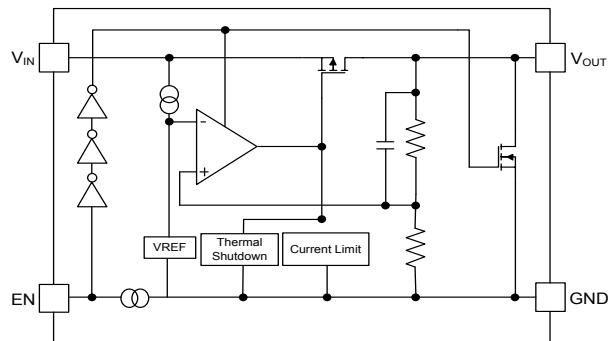 VIN
VOUT
-
+
VREF
Thermal
Shutdown
Current Limit
EN
GND